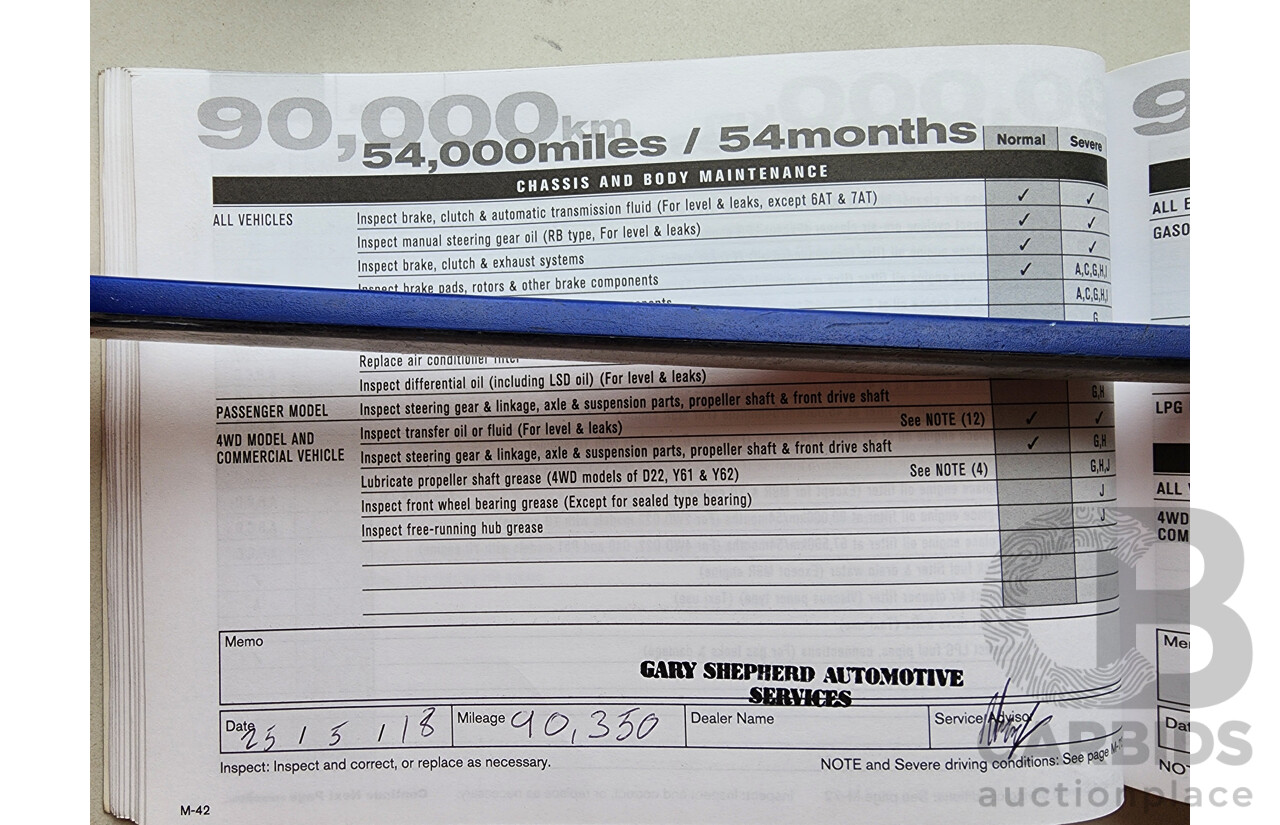 90,000km
54,000miles / 54months
Normal Severe
CHASSIS AND BODY MAINTENANCE
ALL VEHICLES Inspect brake, clutch & automatic transmission fluid (For level & leaks, except 6AT & 7AT) ✓ ✓
Inspect manual steering gear oil (RB type, For level & leaks) ✓ ✓
Inspect brake, clutch & exhaust systems ✓ ✓
Inspect brake pads, rotors & other brake components ✓ A,C,G,H,I
A,C,G,H,I
G
Replace air conditioner filter
Inspect differential oil (including LSD oil) (For level & leaks)
PASSENGER MODEL Inspect steering gear & linkage, axle & suspension parts, propeller shaft & front drive shaft G,H
4WD MODEL AND Inspect transfer oil or fluid (For level & leaks) See NOTE (12) ✓ ✓
COMMERCIAL VEHICLE Inspect steering gear & linkage, axle & suspension parts, propeller shaft & front drive shaft ✓ G,H
Lubricate propeller shaft grease (4WD models of D22, Y61 & Y62) See NOTE (4) G,H,J
Inspect front wheel bearing grease (Except for sealed type bearing) J
Inspect free-running hub grease J
Memo
GARY SHEPHERD AUTOMOTIVE
SERVICES
Date 25 / 5 / 18 Mileage 90,350 Dealer Name Service Advisor
Inspect: Inspect and correct, or replace as necessary. NOTE and Severe driving conditions: See page M-
M-42
9
ALL E
GASO
LPG
ALL
4WD
COM
Me
Dat
NO
CARBIDS
auctionplace